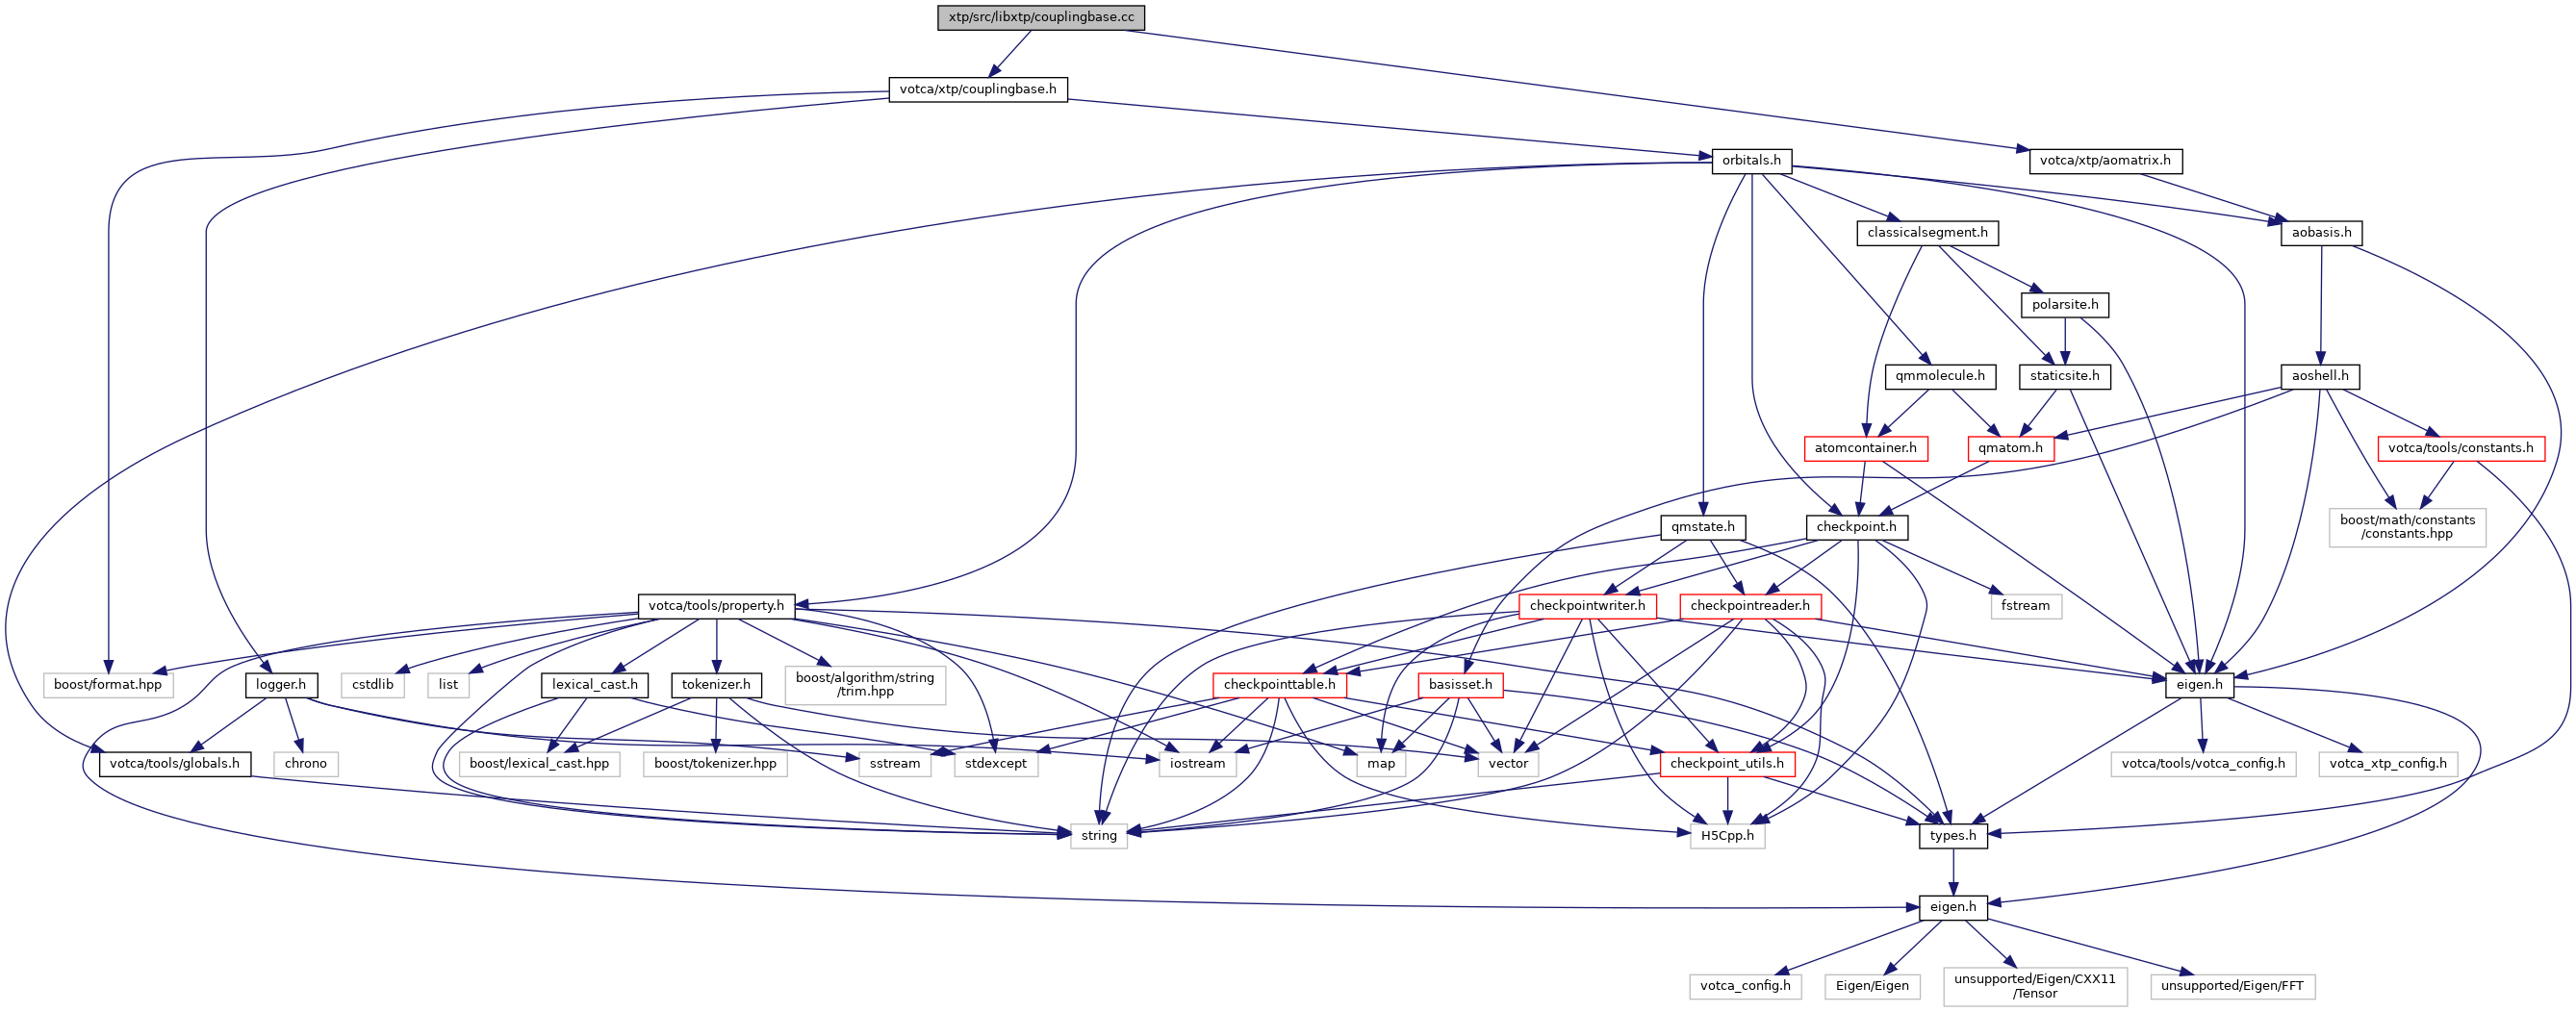 xtp/src/libxtp/couplingbase.cc
votca/xtp/couplingbase.h
orbitals.h
votca/xtp/aomatrix.h
classicalsegment.h
aobasis.h
polarsite.h
qmmolecule.h
staticsite.h
aoshell.h
atomcontainer.h
qmatom.h
votca/tools/constants.h
qmstate.h
checkpoint.h
boost/math/constants
/constants.hpp
votca/tools/property.h
checkpointwriter.h
checkpointreader.h
fstream
boost/format.hpp
logger.h
cstdlib
list
lexical_cast.h
tokenizer.h
boost/algorithm/string
/trim.hpp
checkpointtable.h
basisset.h
eigen.h
votca/tools/globals.h
chrono
boost/lexical_cast.hpp
boost/tokenizer.hpp
sstream
stdexcept
iostream
map
vector
checkpoint_utils.h
votca/tools/votca_config.h
votca_xtp_config.h
string
H5Cpp.h
types.h
eigen.h
votca_config.h
Eigen/Eigen
unsupported/Eigen/CXX11
/Tensor
unsupported/Eigen/FFT